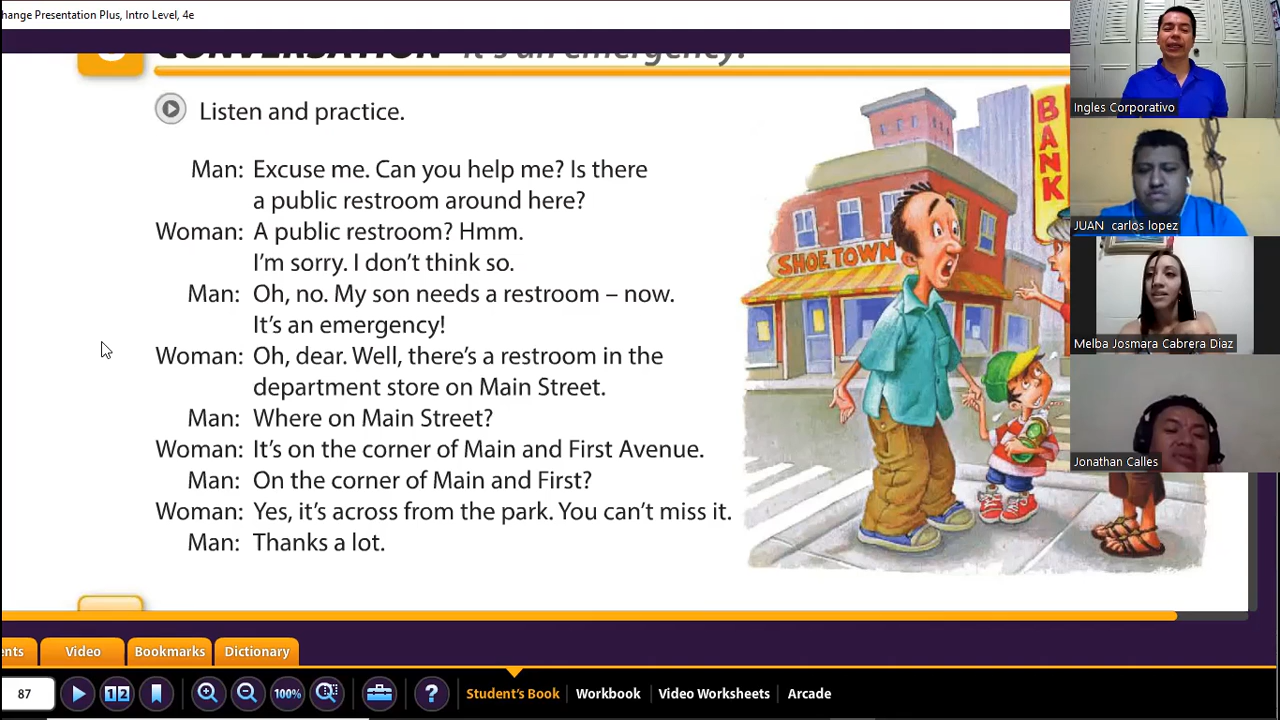 change Presentation Plus, Intro Level, 4e
CONVERSATION
an emergency!
Listen and practice.
Man: Excuse me. Can you help me? Is there
a public restroom around here?
Woman: A public restroom? Hmm.
I'm sorry. I don't think so.
Man: Oh, no. My son needs a restroom – now.
It's an emergency!
Woman: Oh, dear. Well, there's a restroom in the
department store on Main Street.
Man: Where on Main Street?
Woman: It's on the corner of Main and First Avenue.
Man: On the corner of Main and First?
Woman: Yes, it's across from the park. You can't miss it.
Man: Thanks a lot.
SHOE TOWN
BANK
Ingles Corporativo
JUAN carlos lopez
Melba Josmara Cabrera Diaz
Jonathan Calles
ents
Video
Bookmarks
Dictionary
87
1 2
100%
?
Student's Book
Workbook
Video Worksheets
Arcade